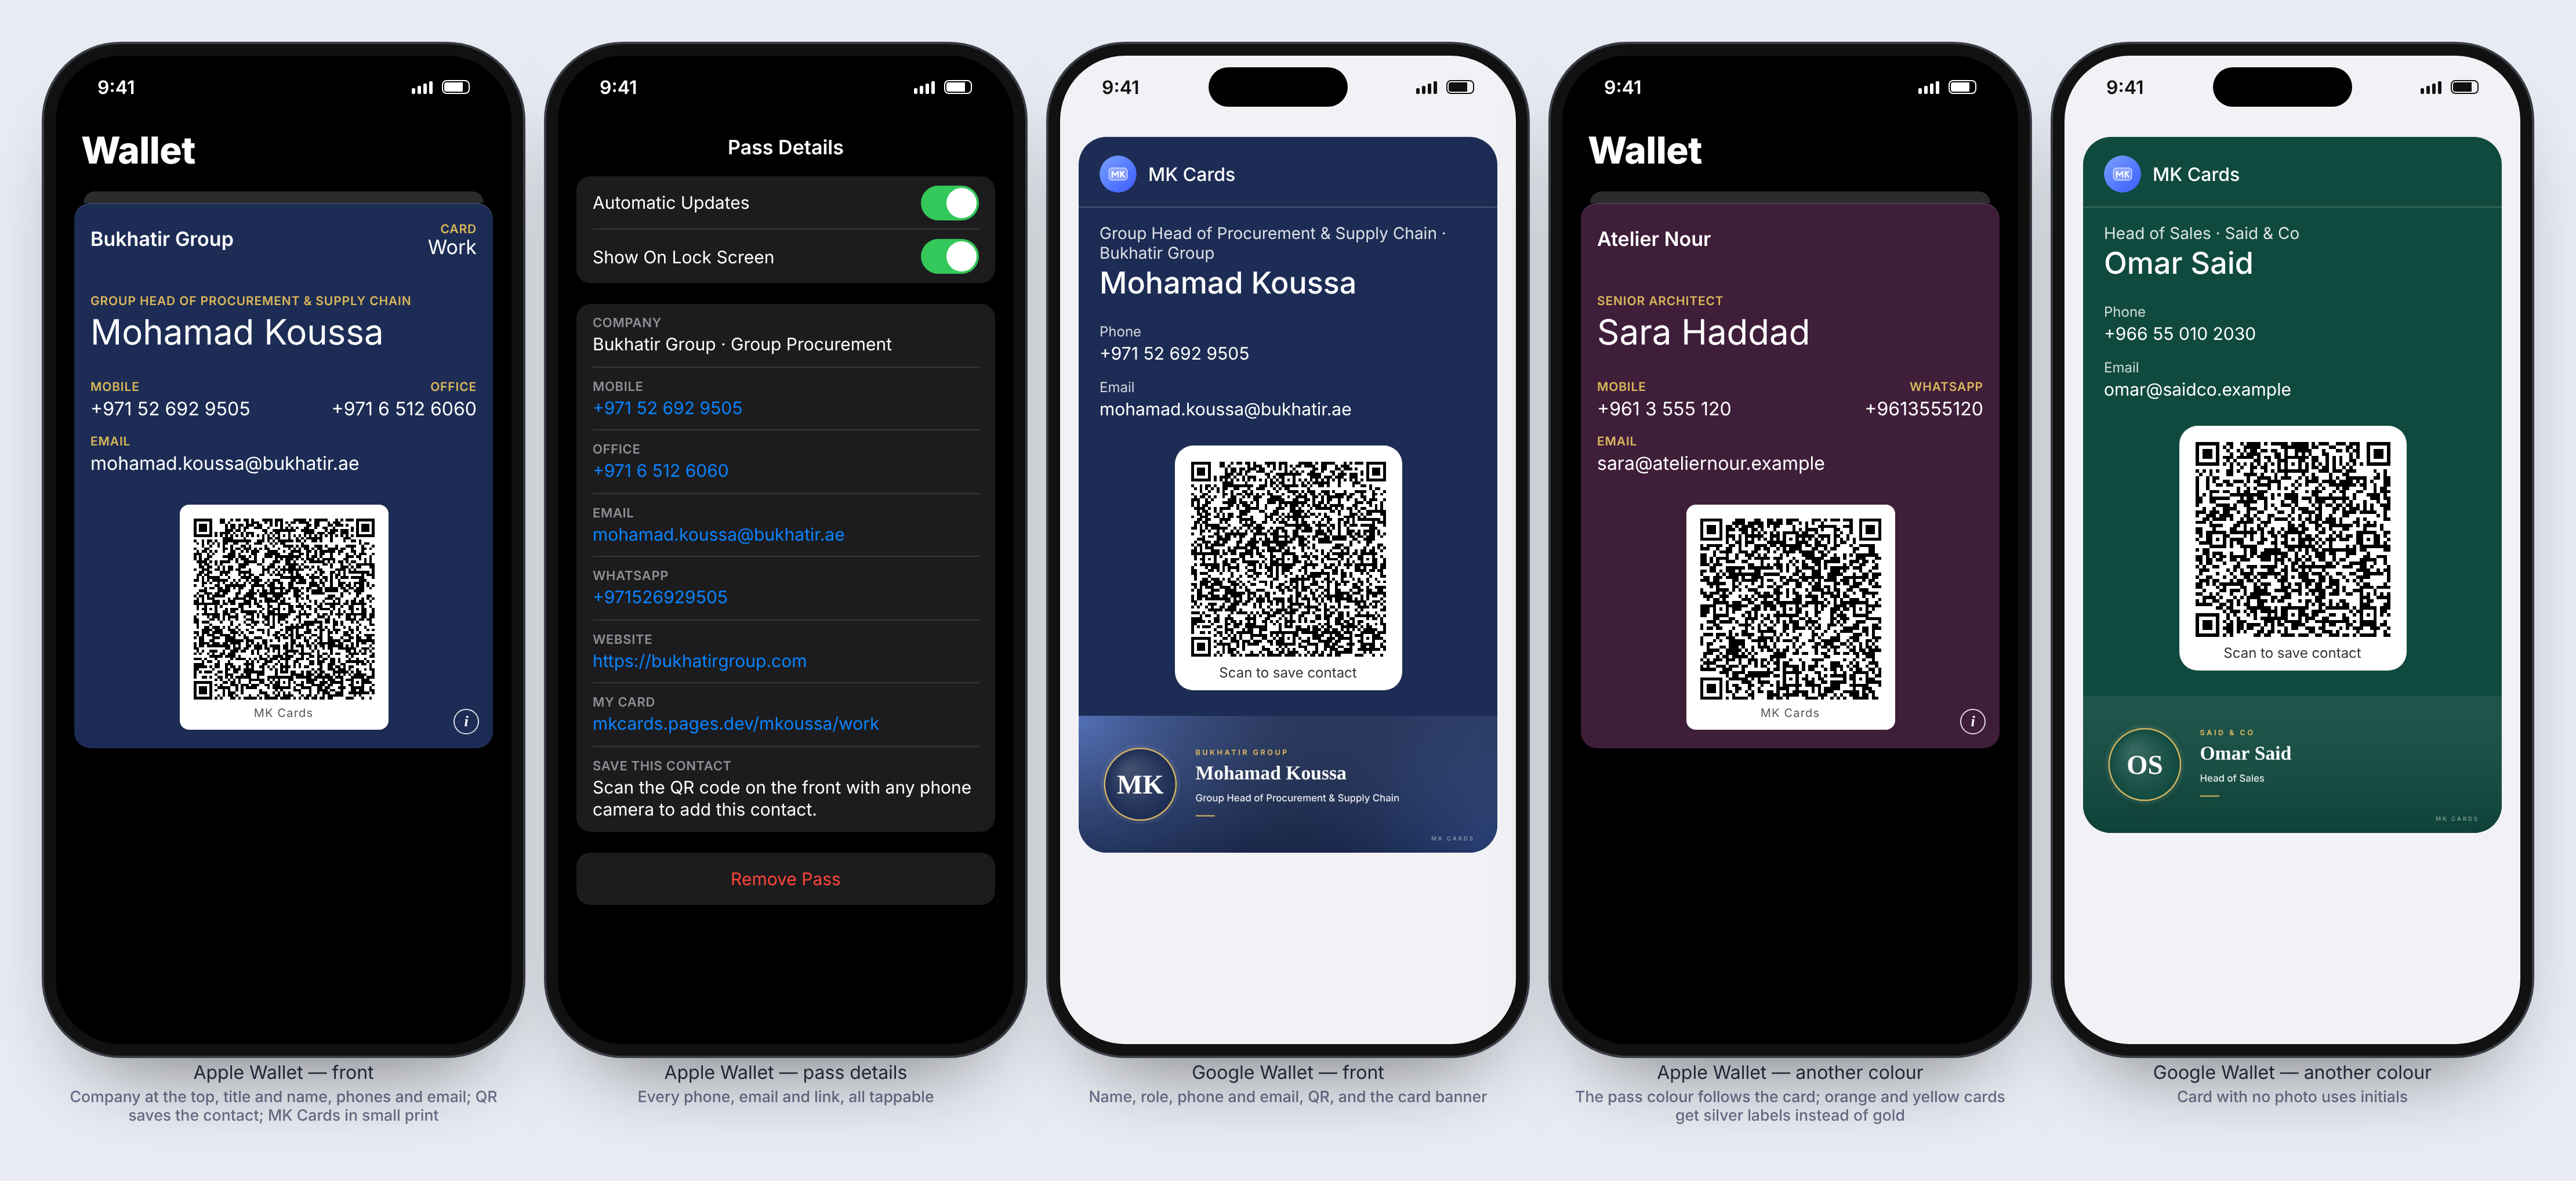 9:41
Wallet
Bukhatir Group
CARD
Work
GROUP HEAD OF PROCUREMENT & SUPPLY CHAIN
Mohamad Koussa
MOBILE
OFFICE
+971 52 692 9505
+971 6 512 6060
EMAIL
mohamad.koussa@bukhatir.ae
MK Cards
i
Apple Wallet — front
Company at the top, title and name, phones and email; QR
saves the contact; MK Cards in small print
9:41
Pass Details
Automatic Updates
Show On Lock Screen
COMPANY
Bukhatir Group · Group Procurement
MOBILE
+971 52 692 9505
OFFICE
+971 6 512 6060
EMAIL
mohamad.koussa@bukhatir.ae
WHATSAPP
+971526929505
WEBSITE
https://bukhatirgroup.com
MY CARD
mkcards.pages.dev/mkoussa/work
SAVE THIS CONTACT
Scan the QR code on the front with any phone
camera to add this contact.
Remove Pass
Apple Wallet — pass details
Every phone, email and link, all tappable
9:41
MK
MK Cards
Group Head of Procurement & Supply Chain ·
Bukhatir Group
Mohamad Koussa
Phone
+971 52 692 9505
Email
mohamad.koussa@bukhatir.ae
Scan to save contact
MK
BUKHATIR GROUP
Mohamad Koussa
Group Head of Procurement & Supply Chain
MK CARDS
Google Wallet — front
Name, role, phone and email, QR, and the card banner
9:41
Wallet
Atelier Nour
SENIOR ARCHITECT
Sara Haddad
MOBILE
WHATSAPP
+961 3 555 120
+9613555120
EMAIL
sara@ateliernour.example
MK Cards
i
Apple Wallet — another colour
The pass colour follows the card; orange and yellow cards
get silver labels instead of gold
9:41
MK
MK Cards
Head of Sales · Said & Co
Omar Said
Phone
+966 55 010 2030
Email
omar@saidco.example
Scan to save contact
OS
SAID & CO
Omar Said
Head of Sales
MK CARDS
Google Wallet — another colour
Card with no photo uses initials